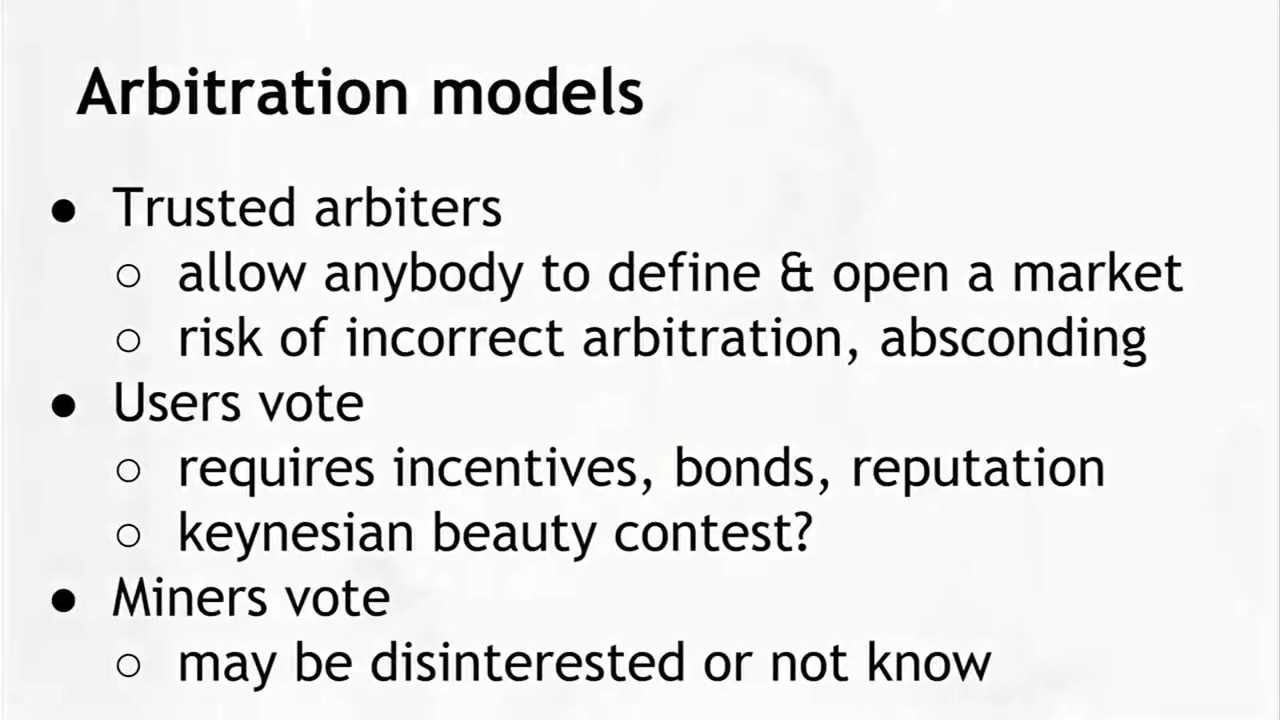 Arbitration models
● Trusted arbiters
○ allow anybody to define & open a market
○ risk of incorrect arbitration, absconding
● Users vote
○ requires incentives, bonds, reputation
○ keynesian beauty contest?
● Miners vote
○ may be disinterested or not know